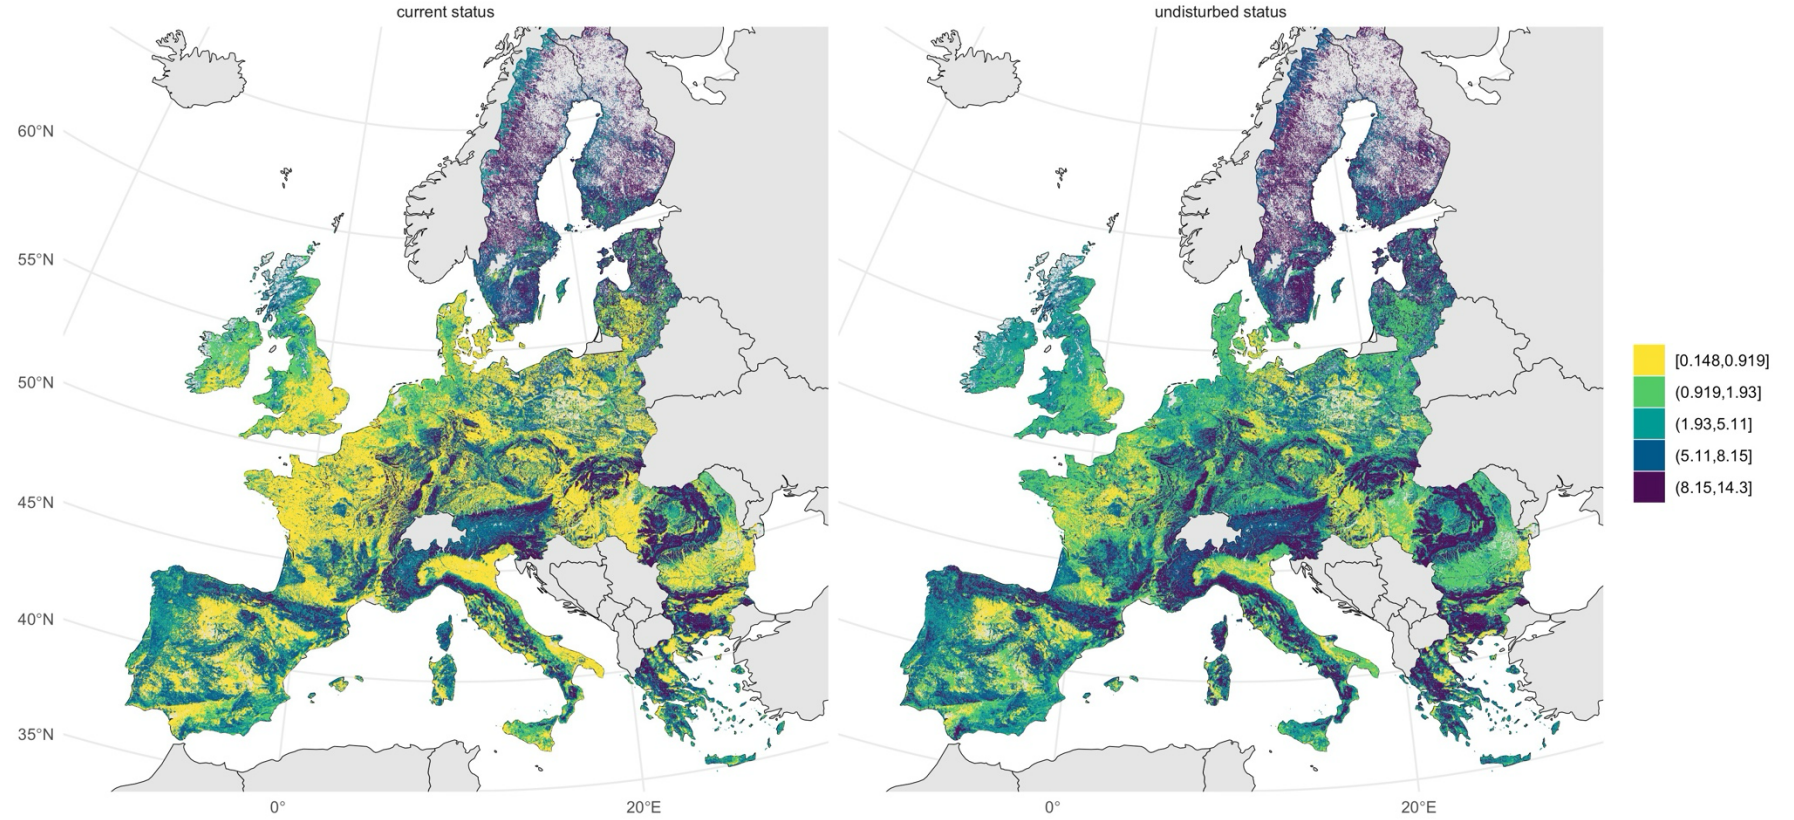 current status
undisturbed status
60°N
55°N
50°N
45°N
40°N
35°N
0°
20°E
0°
20°E
[0.148,0.919]
(0.919,1.93]
(1.93,5.11]
(5.11,8.15]
(8.15,14.3]